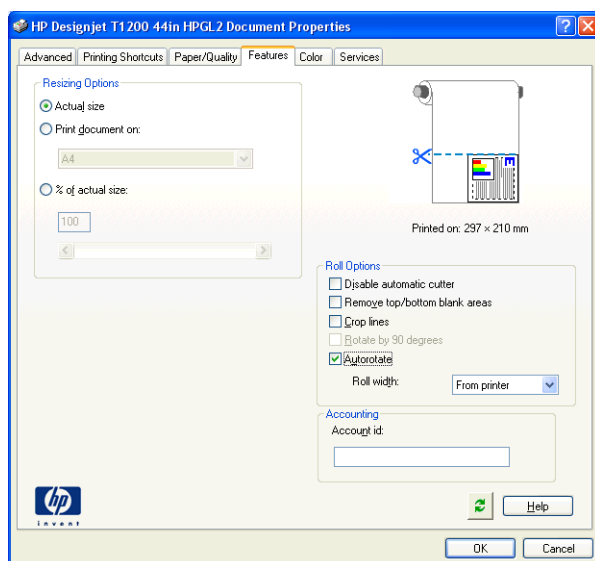 HP Designjet T1200 44in HPGL2 Document Properties
Advanced Printing Shortcuts Paper/Quality Features Color Services
Resizing Options
Actual size
Print document on:
A4
% of actual size:
100
Printed on: 297 × 210 mm
Roll Options
Disable automatic cutter
Remove top/bottom blank areas
Crop lines
Rotate by 90 degrees
Autorotate
Roll width: From printer
Accounting
Account id:
hp
invent
Help
OK Cancel